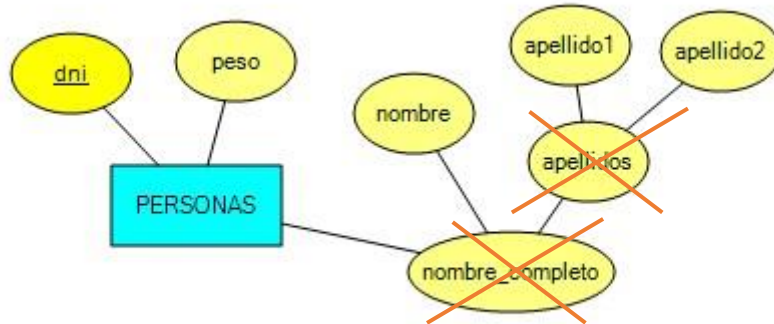 apellido1
apellido2
dni
peso
nombre
apellidos
PERSONAS
nombre_completo